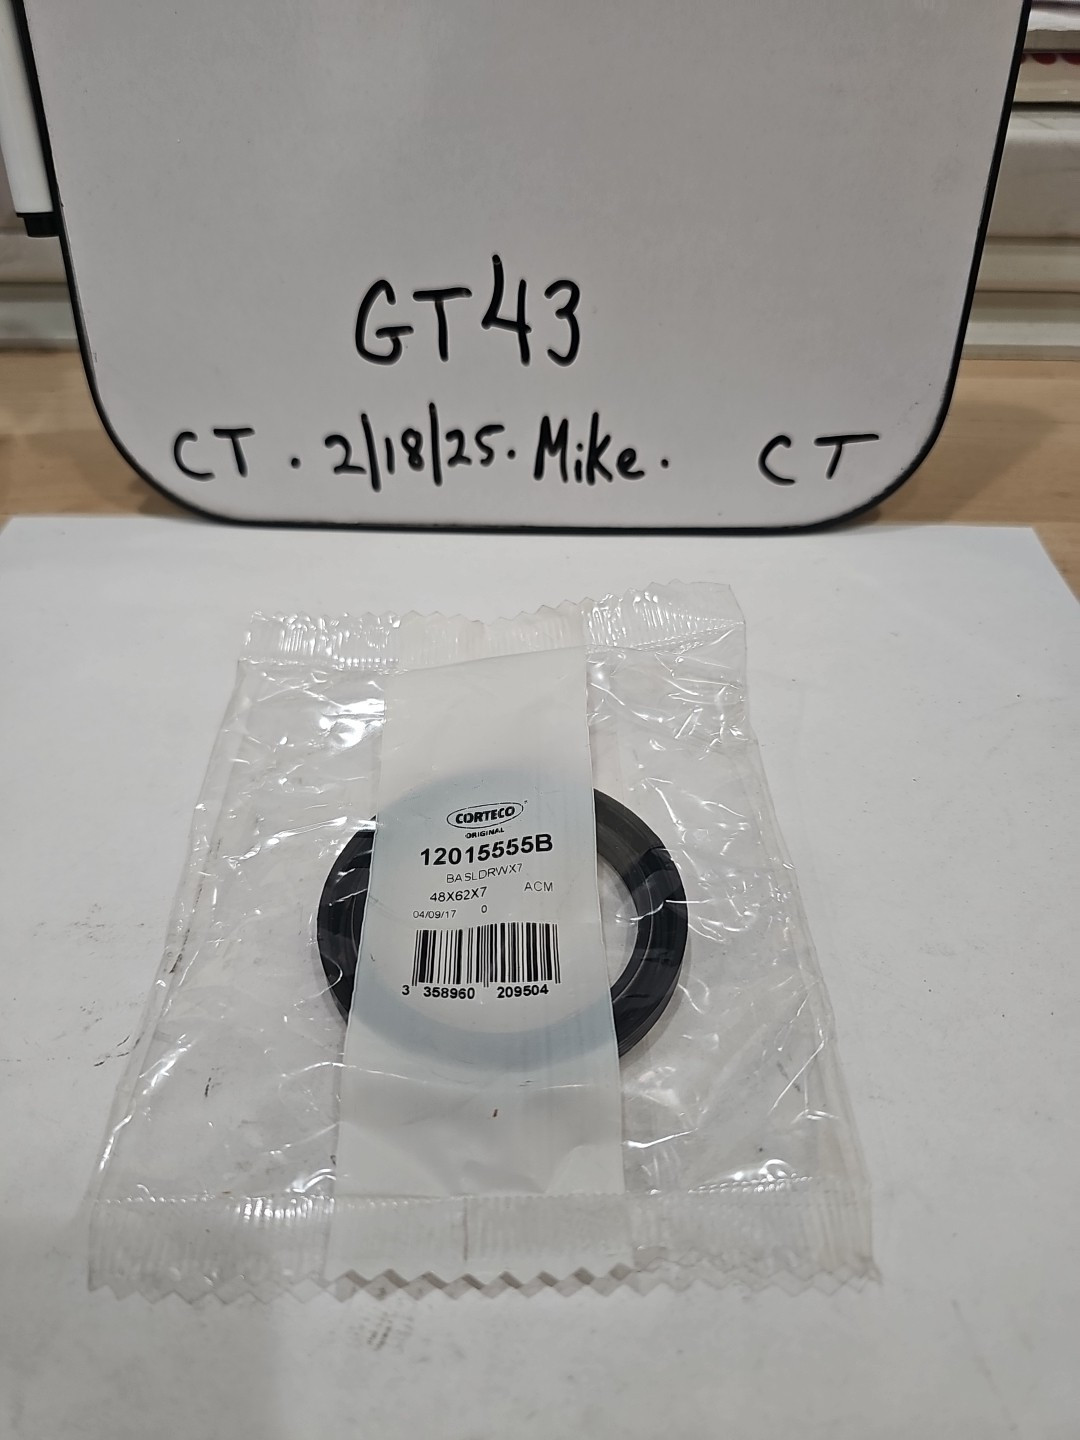 GT43
CT. 2/18/25. Mike. CT
CORTECO
ORIGINAL
12015555B
BASLDRWX7
48X62X7 ACM
04/09/17 0
3 358960 209504